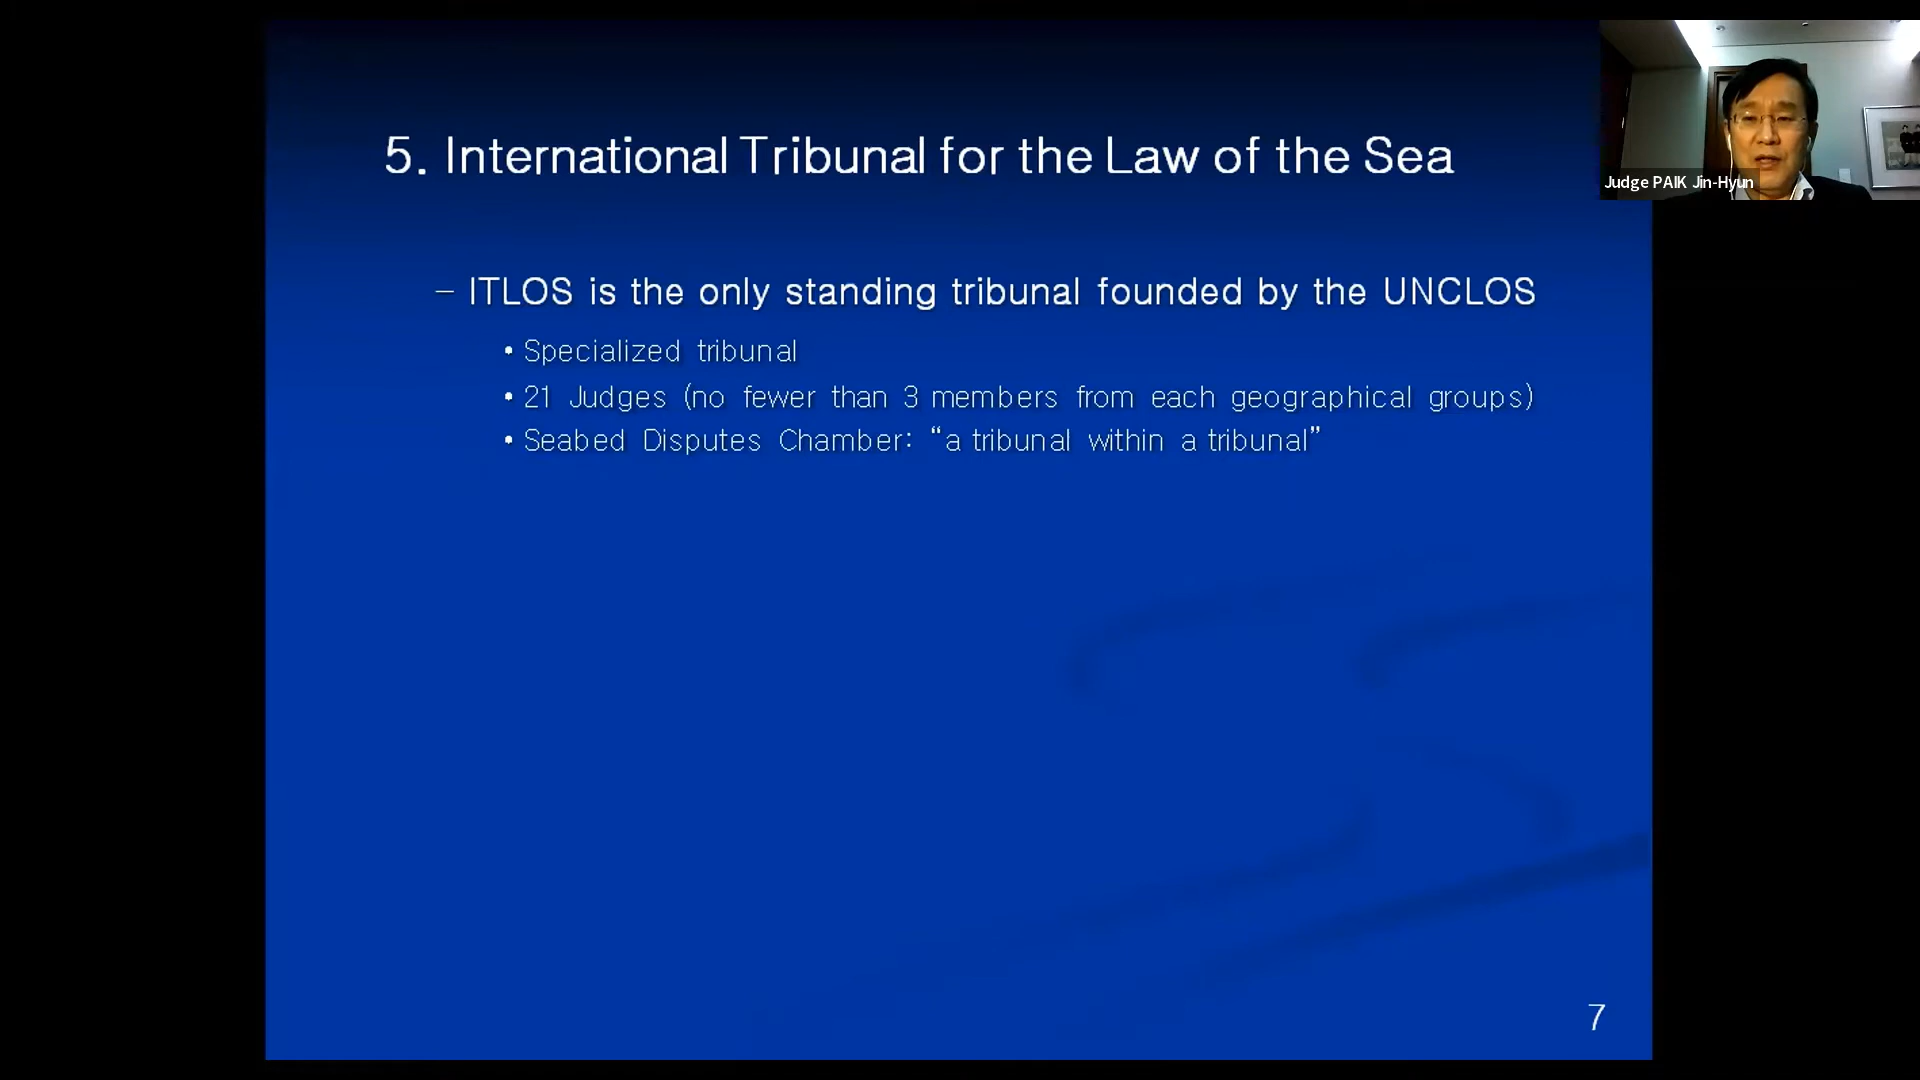 5. International Tribunal for the Law of the Sea
Judge PAIK Jin-Hyun
– ITLOS is the only standing tribunal founded by the UNCLOS
• Specialized tribunal
• 21 Judges (no fewer than 3 members from each geographical groups)
• Seabed Disputes Chamber: “a tribunal within a tribunal”
7